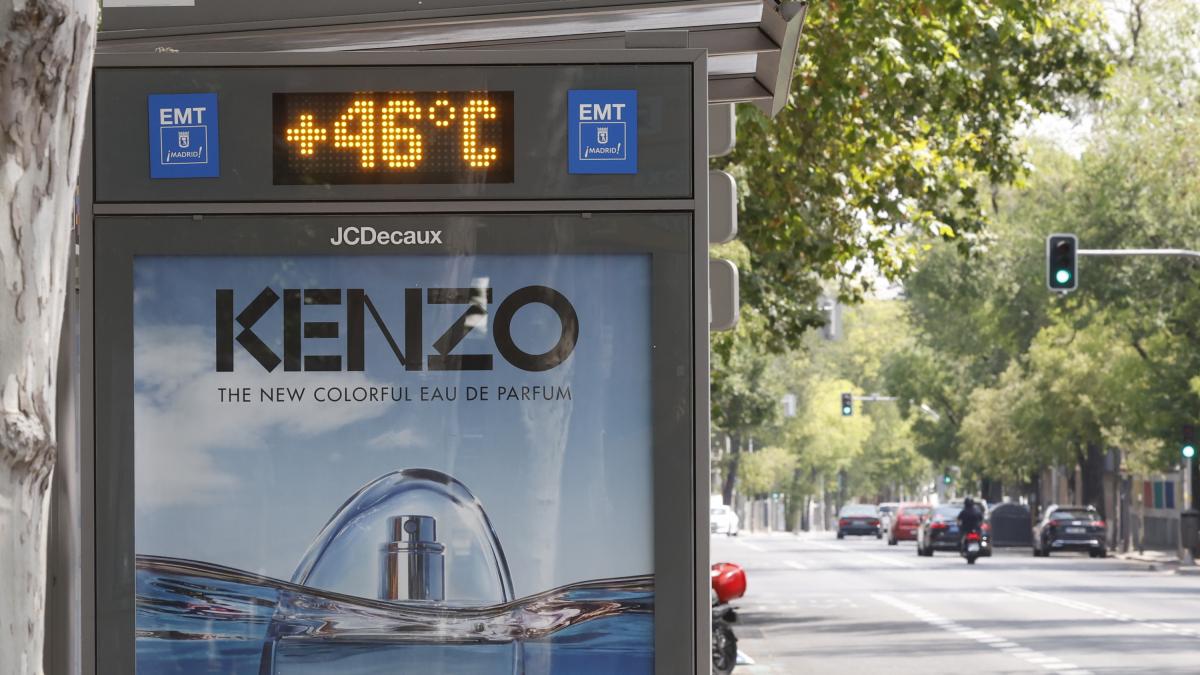 EMT
¡MADRID!
+46°C
EMT
¡MADRID!
JCDecaux
KENZO
THE NEW COLORFUL EAU DE PARFUM